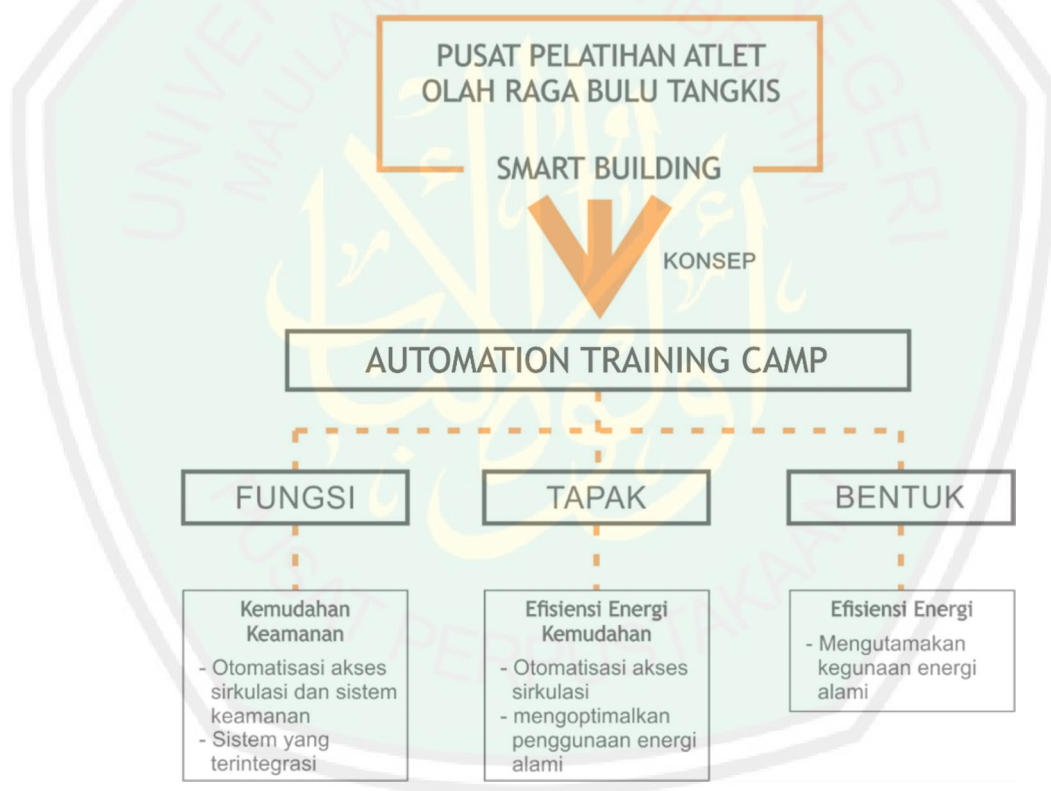 PUSAT PELATIHAN ATLET
OLAH RAGA BULU TANGKIS
SMART BUILDING
KONSEP
AUTOMATION TRAINING CAMP
FUNGSI
TAPAK
BENTUK
Kemudahan
Keamanan
- Otomatisasi akses
sirkulasi dan sistem
keamanan
- Sistem yang
terintegrasi
Efisiensi Energi
Kemudahan
- Otomatisasi akses
sirkulasi
- mengoptimalkan
penggunaan energi
alami
Efisiensi Energi
- Mengutamakan
kegunaan energi
alami
PUSAT PERPUSTAKAAN